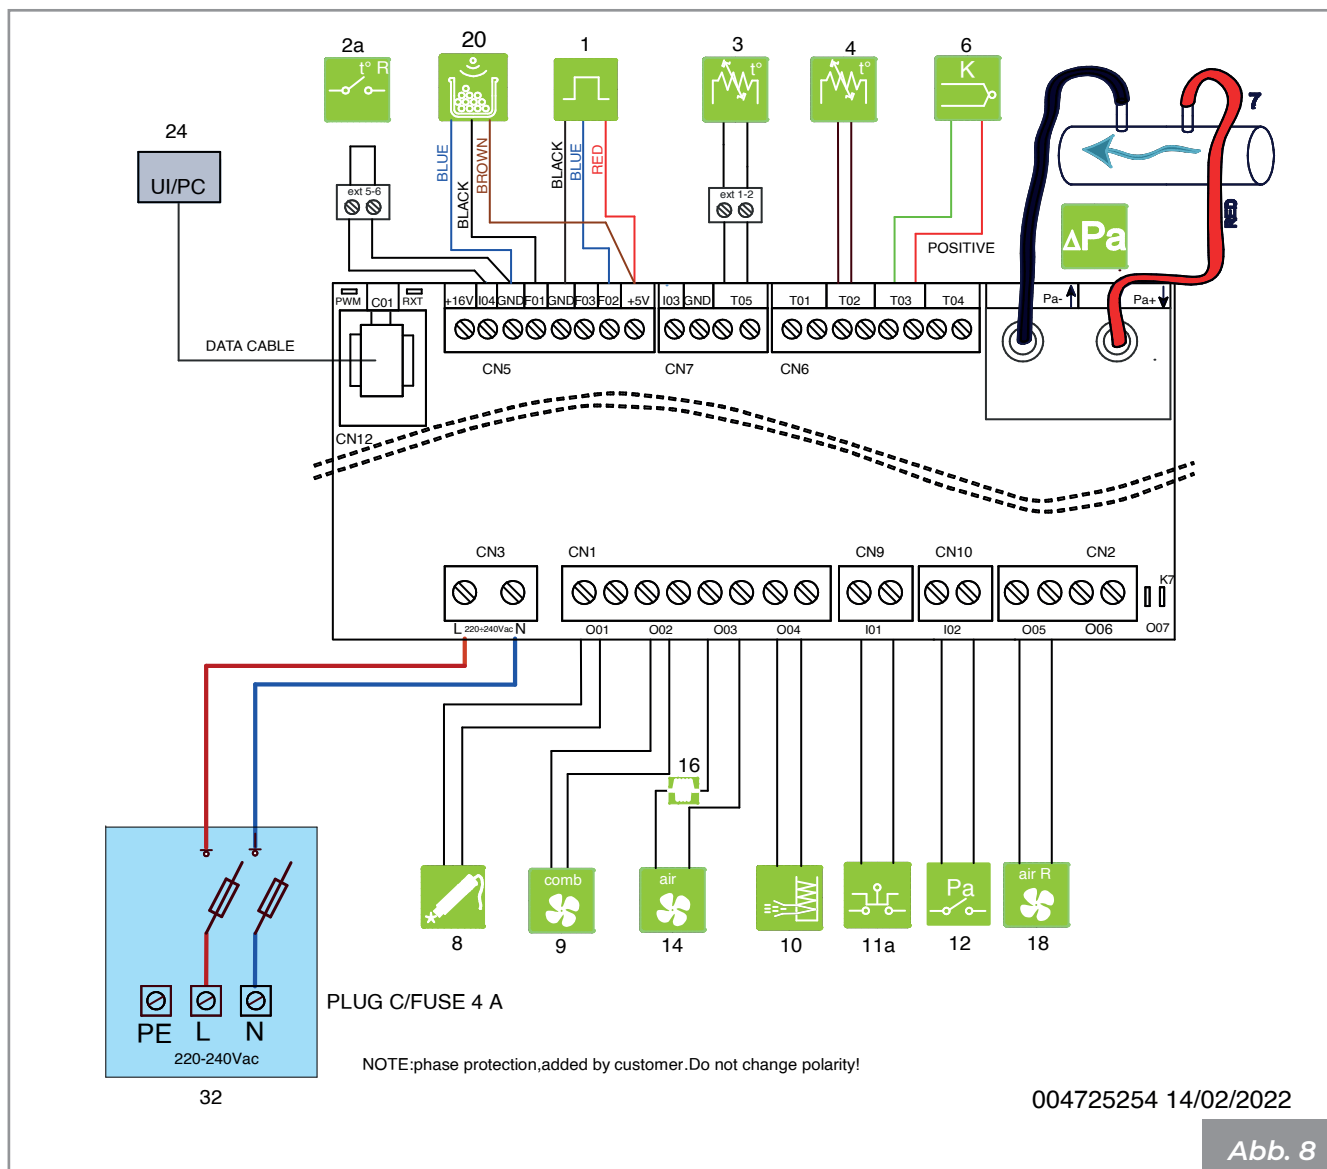 2a
20
1
3
4
6
7
t° R
t°
t°
K
24
UI/PC
BLUE
BLACK
BROWN
BLACK
BLUE
RED
ext 5-6
ext 1-2
POSITIVE
RED
ΔPa
PWM
C01
RXT
+16V
I04
GND
F01
GND
F03
F02
+5V
I03
GND
T05
T01
T02
T03
T04
Pa-
Pa+
DATA CABLE
CN5
CN7
CN6
CN12
CN3
CN1
CN9
CN10
CN2
K7
L 220÷240Vac N
O01
O02
O03
O04
I01
I02
O05
O06
O07
16
comb
air
Pa
air R
8
9
14
10
11a
12
18
PLUG C/FUSE 4 A
PE
L
N
220-240Vac
32
NOTE:phase protection,added by customer.Do not change polarity!
004725254 14/02/2022
Abb. 8